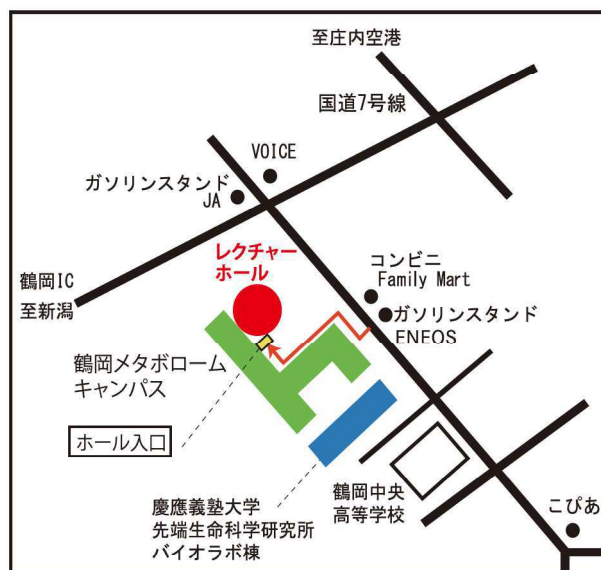 至庄内空港
国道7号線
VOICE
ガソリンスタンド
JA
レクチャー
ホール
鶴岡IC
至新潟
コンビニ
Family Mart
ガソリンスタンド
ENEOS
鶴岡メタボローム
キャンパス
ホール入口
慶應義塾大学
先端生命科学研究所
バイオラボ棟
鶴岡中央
高等学校
こぴあ